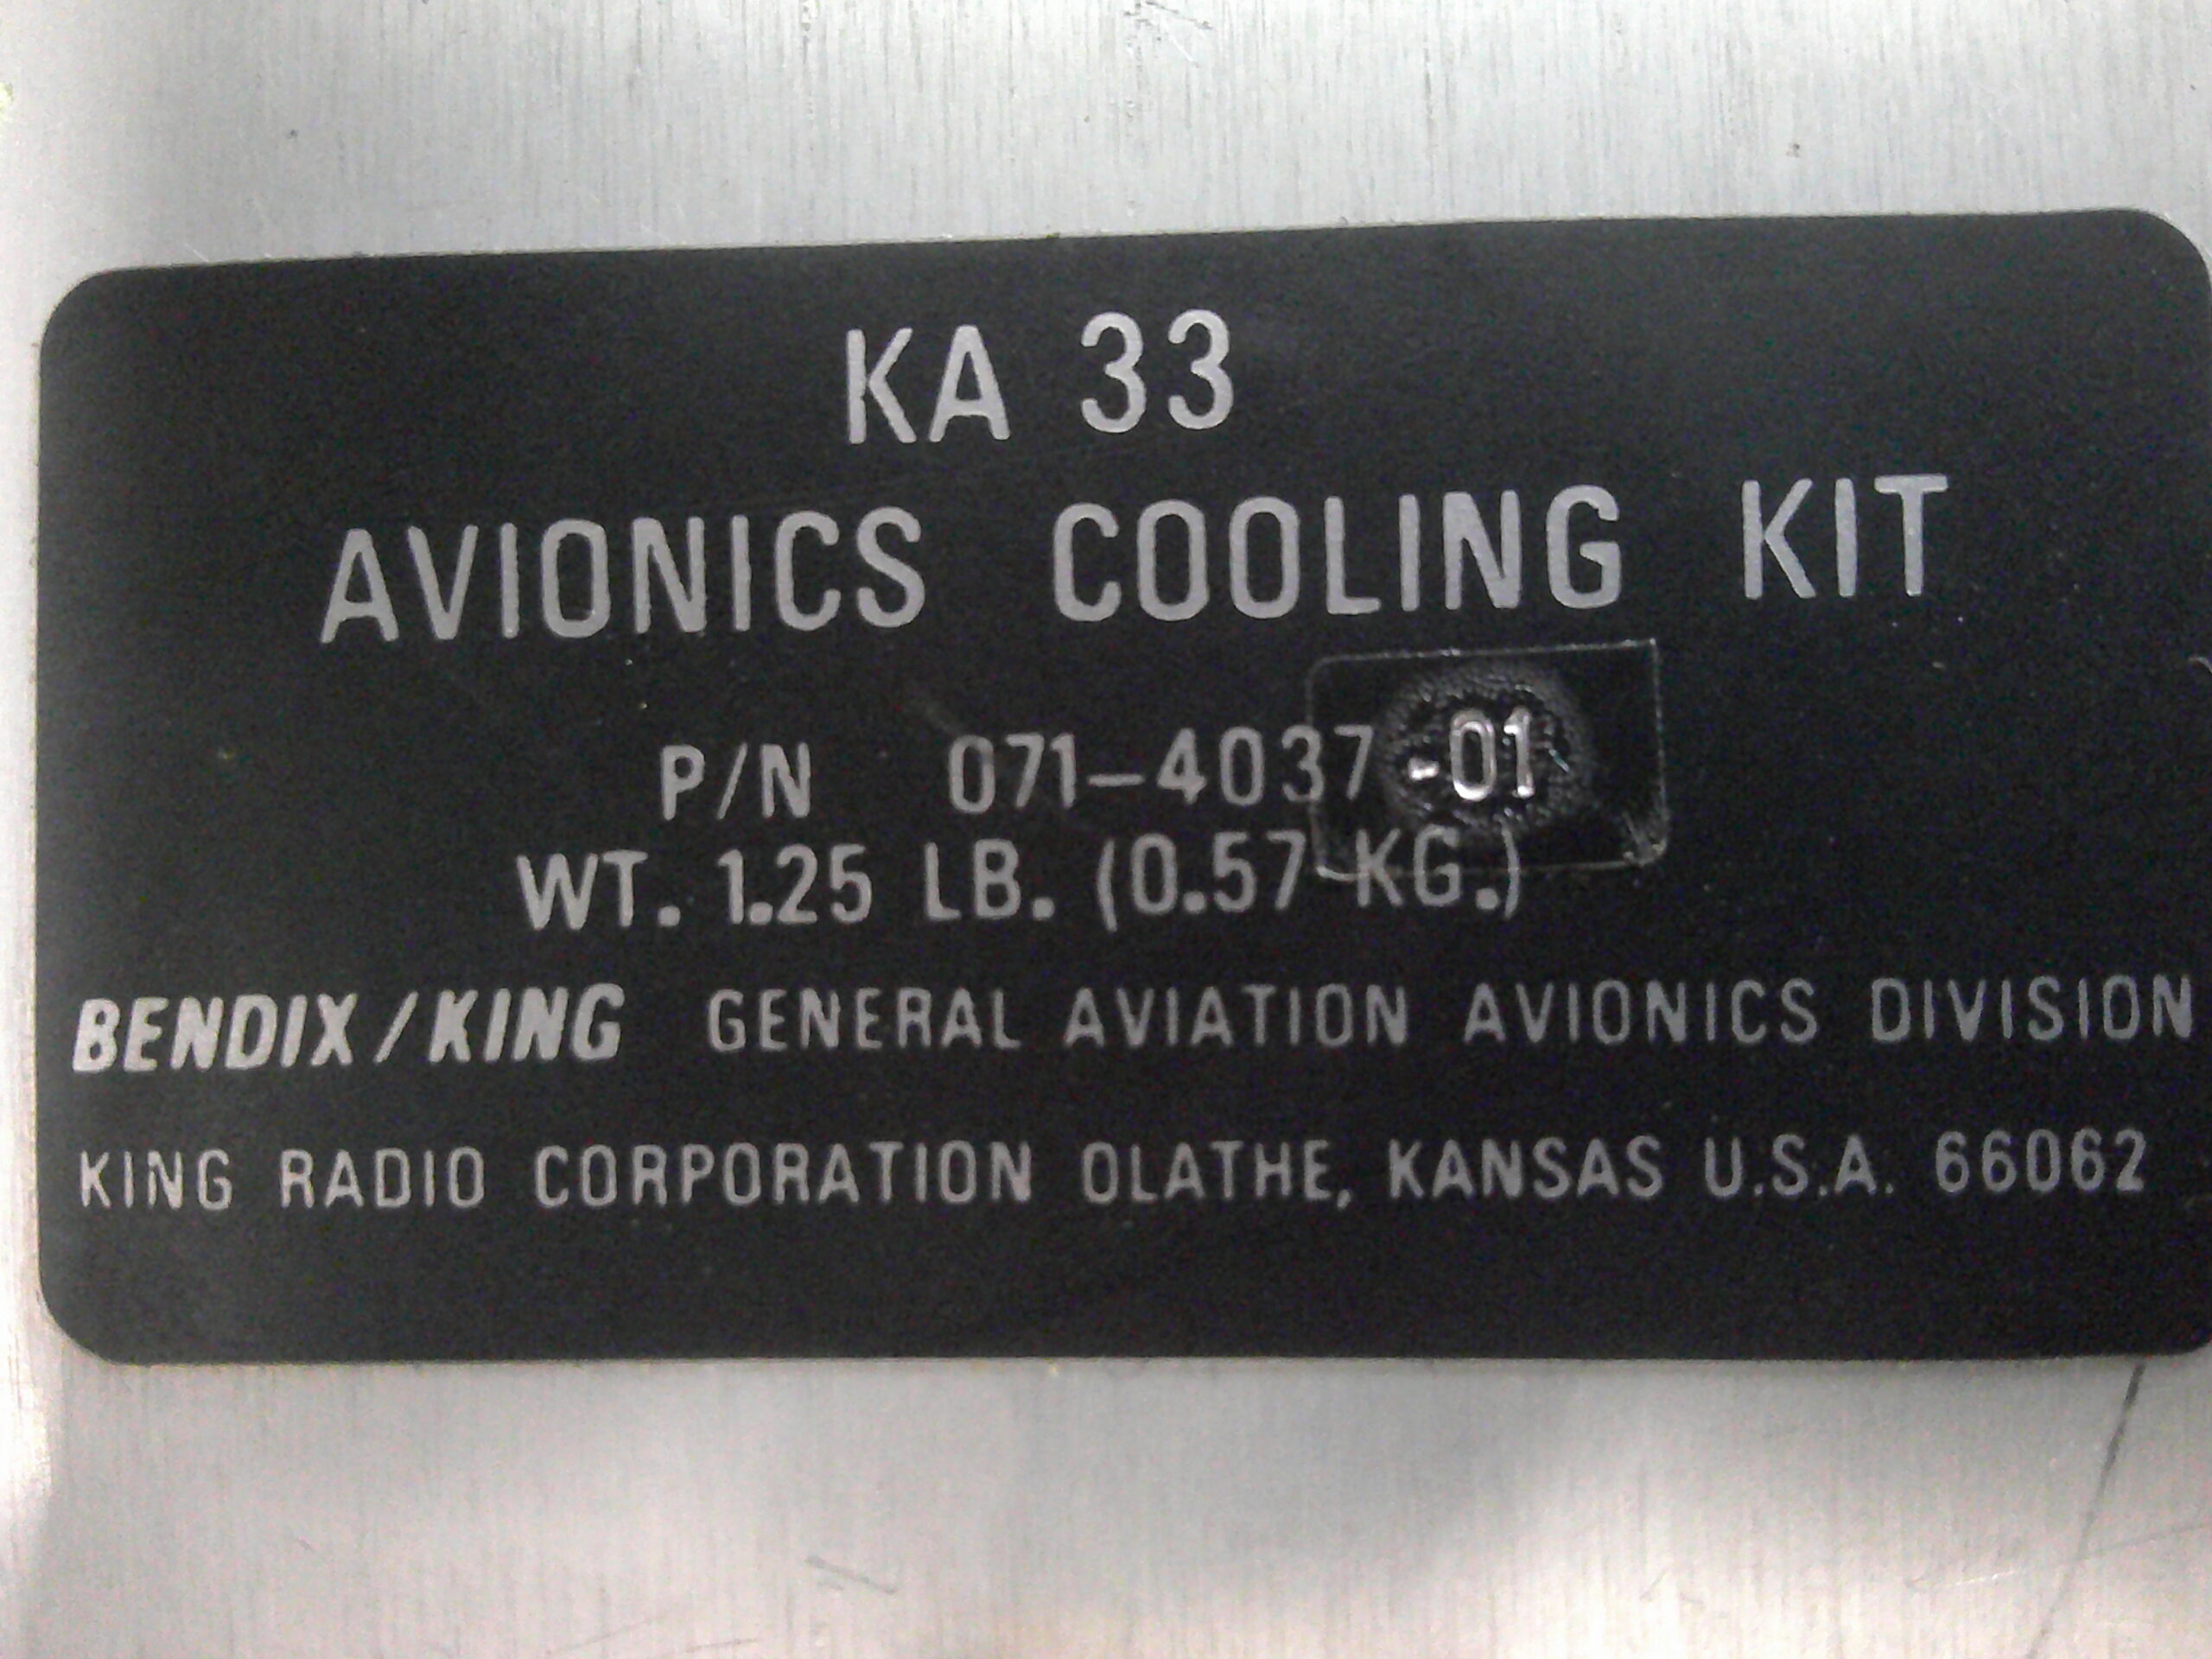 KA 33
AVIONICS COOLING KIT
P/N 071-4037-01
WT. 1.25 LB. (0.57 KG.)
BENDIX/KING GENERAL AVIATION AVIONICS DIVISION
KING RADIO CORPORATION OLATHE, KANSAS U.S.A. 66062